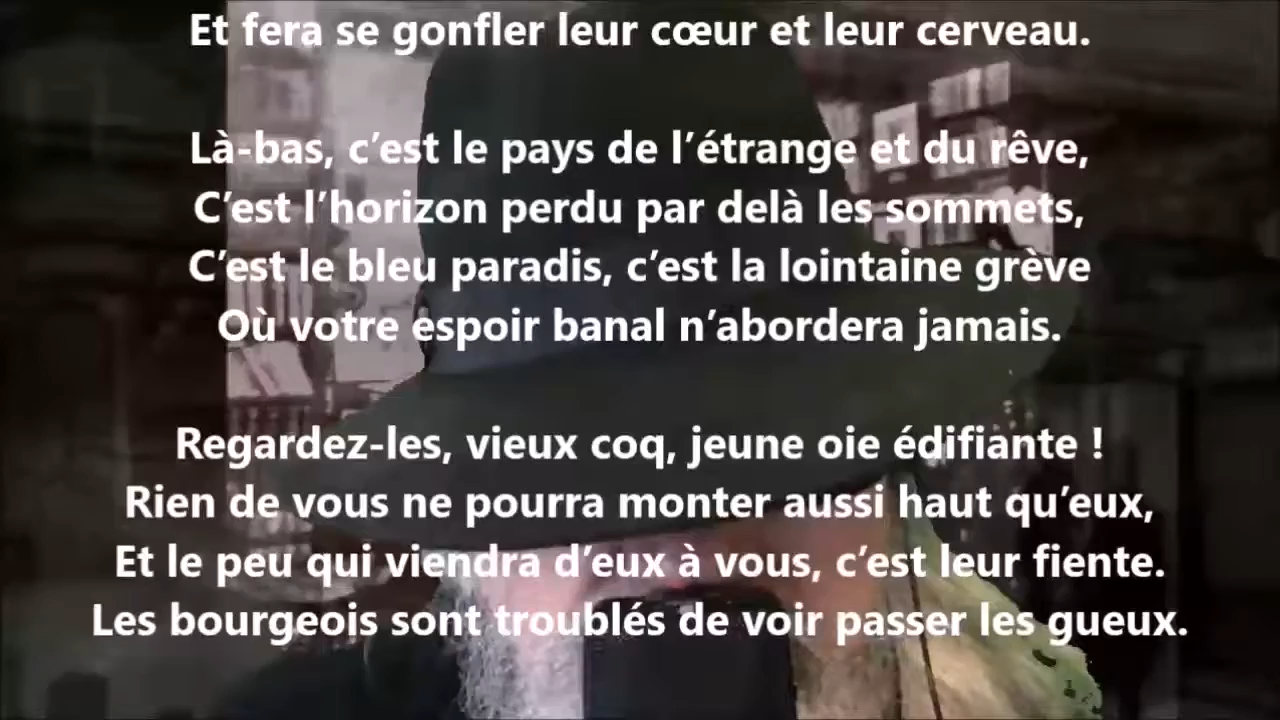 Et fera se gonfler leur cœur et leur cerveau.
Là-bas, c’est le pays de l’étrange et du rêve,
C’est l’horizon perdu par delà les sommets,
C’est le bleu paradis, c’est la lointaine grève
Où votre espoir banal n’abordera jamais.
Regardez-les, vieux coq, jeune oie édifiante !
Rien de vous ne pourra monter aussi haut qu’eux,
Et le peu qui viendra d’eux à vous, c’est leur fiente.
Les bourgeois sont troublés de voir passer les gueux.